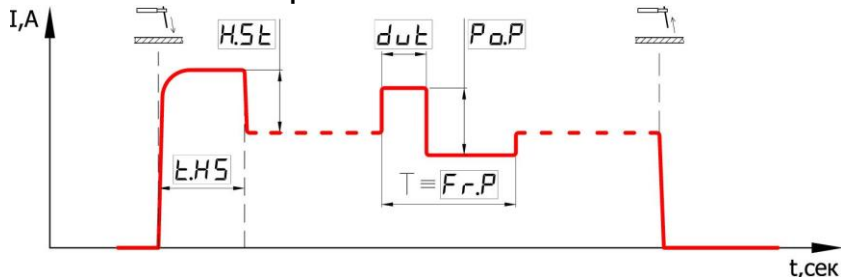 I,A
H.St
dut
Po.P
t.HS
T ≡ Fr.P
t,сек